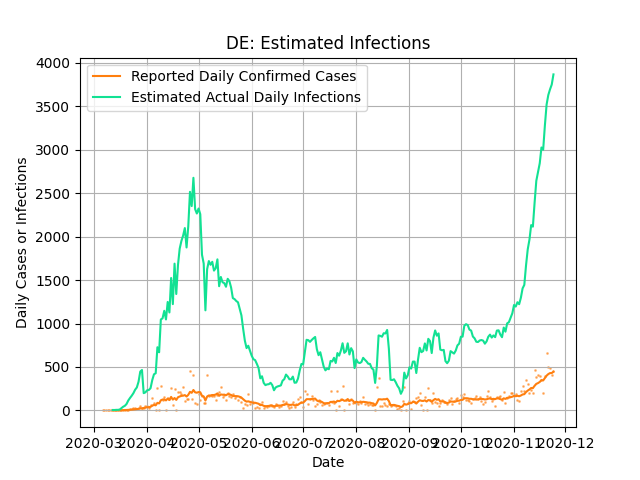 DE: Estimated Infections
Reported Daily Confirmed Cases
Estimated Actual Daily Infections
Daily Cases or Infections
4000
3500
3000
2500
2000
1500
1000
500
0
2020-03 2020-04 2020-05 2020-06 2020-07 2020-08 2020-09 2020-10 2020-11 2020-12
Date